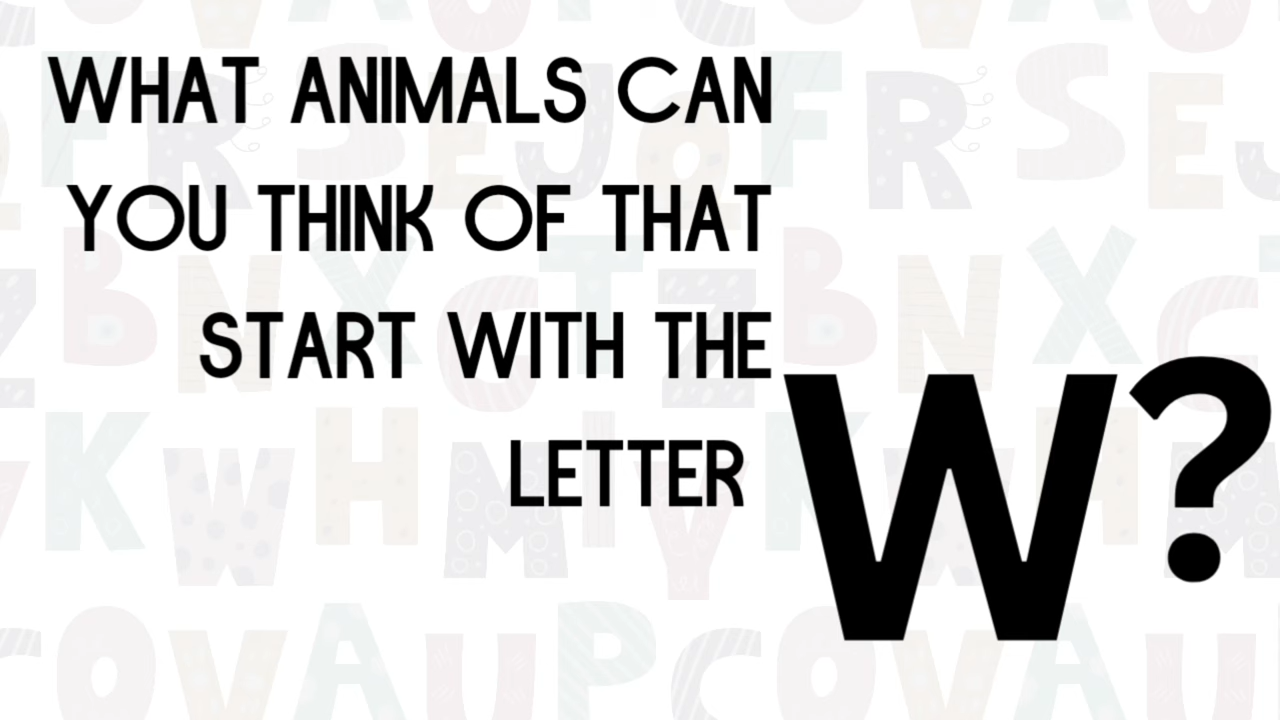 WHAT ANIMALS CAN
YOU THINK OF THAT
START WITH THE
LETTER W?